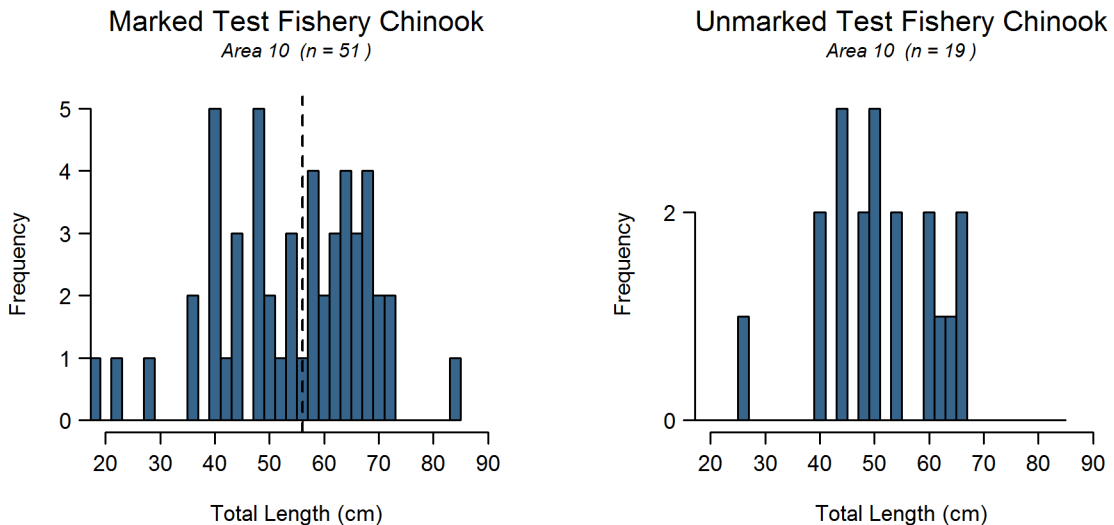 Marked Test Fishery Chinook
Area 10 (n = 51 )
5
4
3
2
1
0
Frequency
20 30 40 50 60 70 80 90
Total Length (cm)
Unmarked Test Fishery Chinook
Area 10 (n = 19 )
2
0
Frequency
20 30 40 50 60 70 80 90
Total Length (cm)